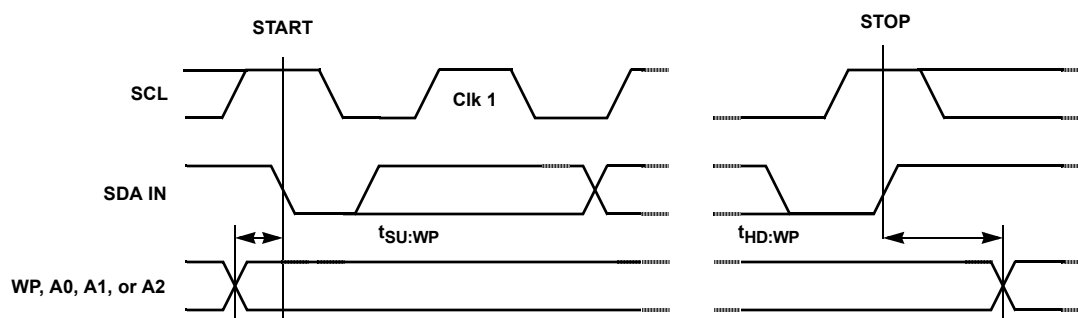 START
STOP
SCL
Clk 1
SDA IN
tSU:WP
tHD:WP
WP, A0, A1, or A2